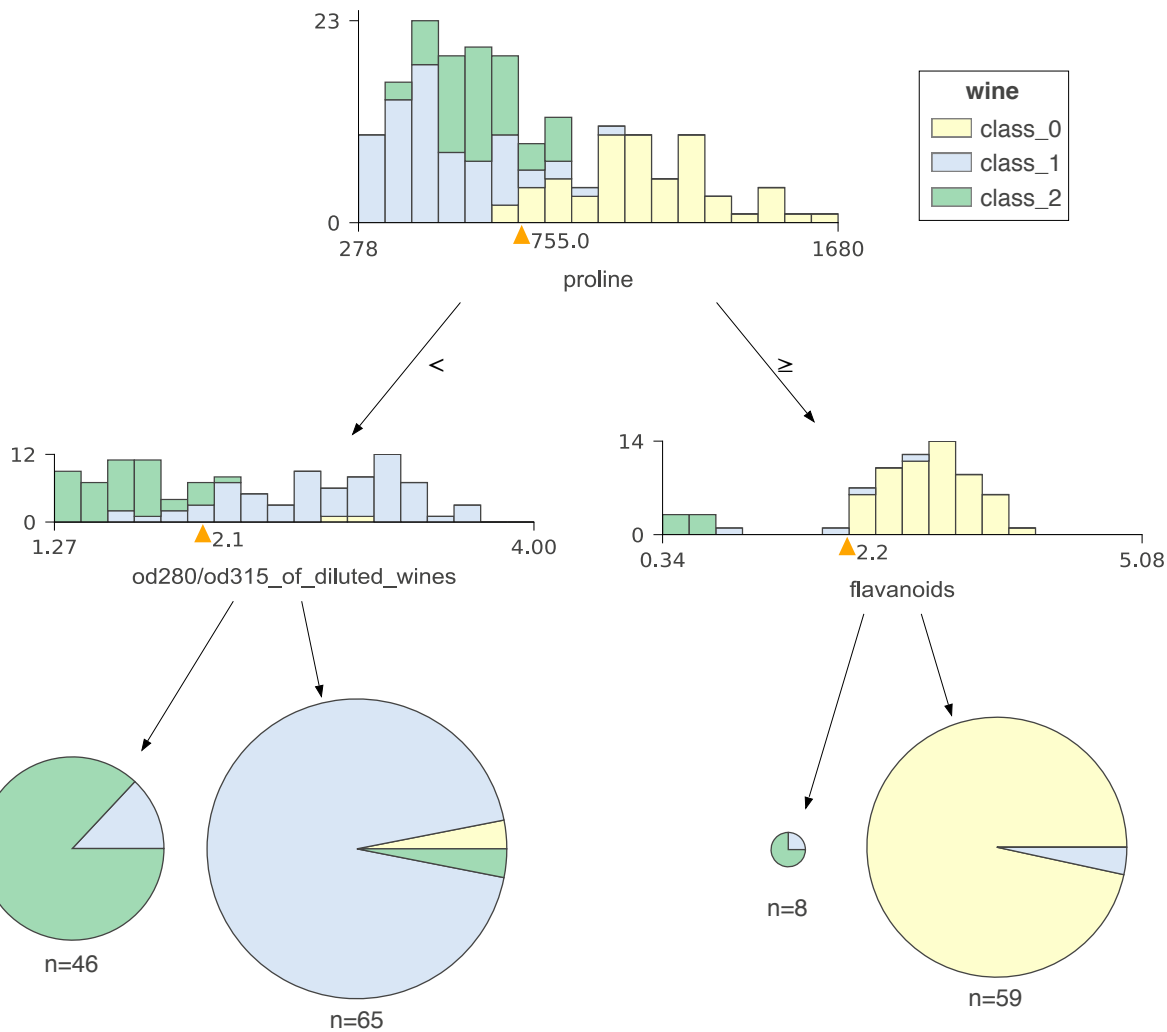 23
0
278
755.0
1680
proline
wine
class_0
class_1
class_2
<
≥
12
0
1.27
2.1
4.00
od280/od315_of_diluted_wines
14
0
0.34
2.2
5.08
flavanoids
n=46
n=65
n=8
n=59